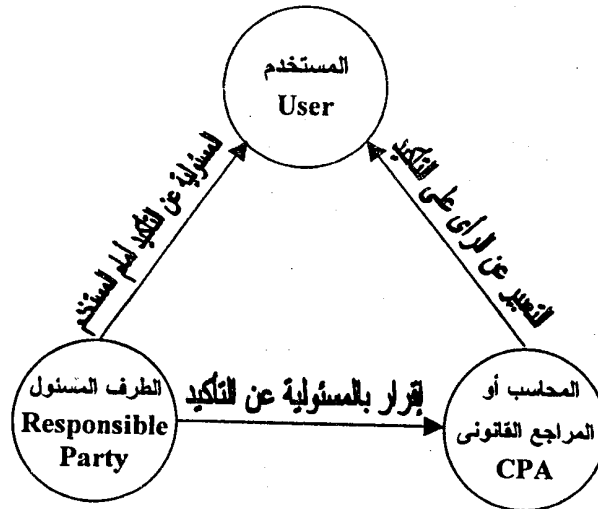 المستخدم
User
المسئولية عن التأكيد أمام المستخدم
التعبير عن الرأى على التأكيد
الطرف المسئول
Responsible
Party
إقرار بالمسئولية عن التأكيد
المحاسب أو
المراجع القانونى
CPA